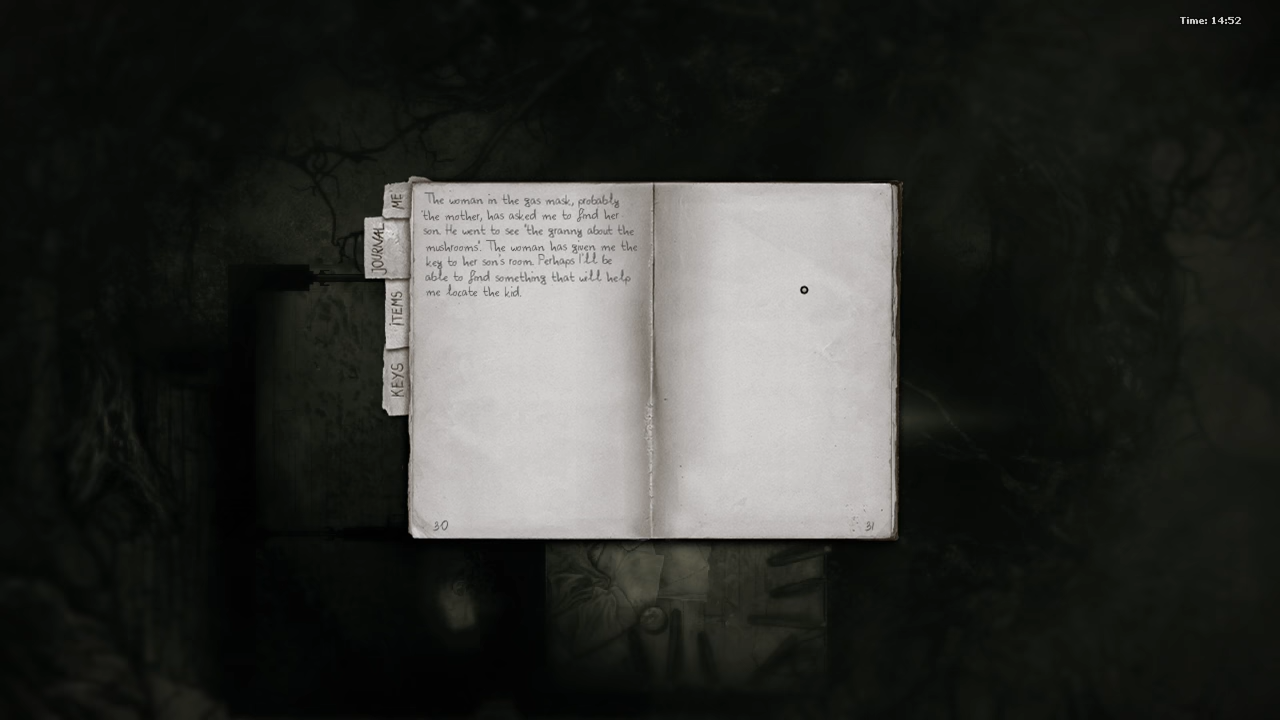 Time: 14:52
ME
JOURNAL
ITEMS
KEYS
The woman in the gas mask, probably
the mother, has asked me to find her
son. He went to see 'the granny about the
mushrooms'. The woman has given me the
key to her son's room. Perhaps I'll be
able to find something that will help
me locate the kid.
30
31